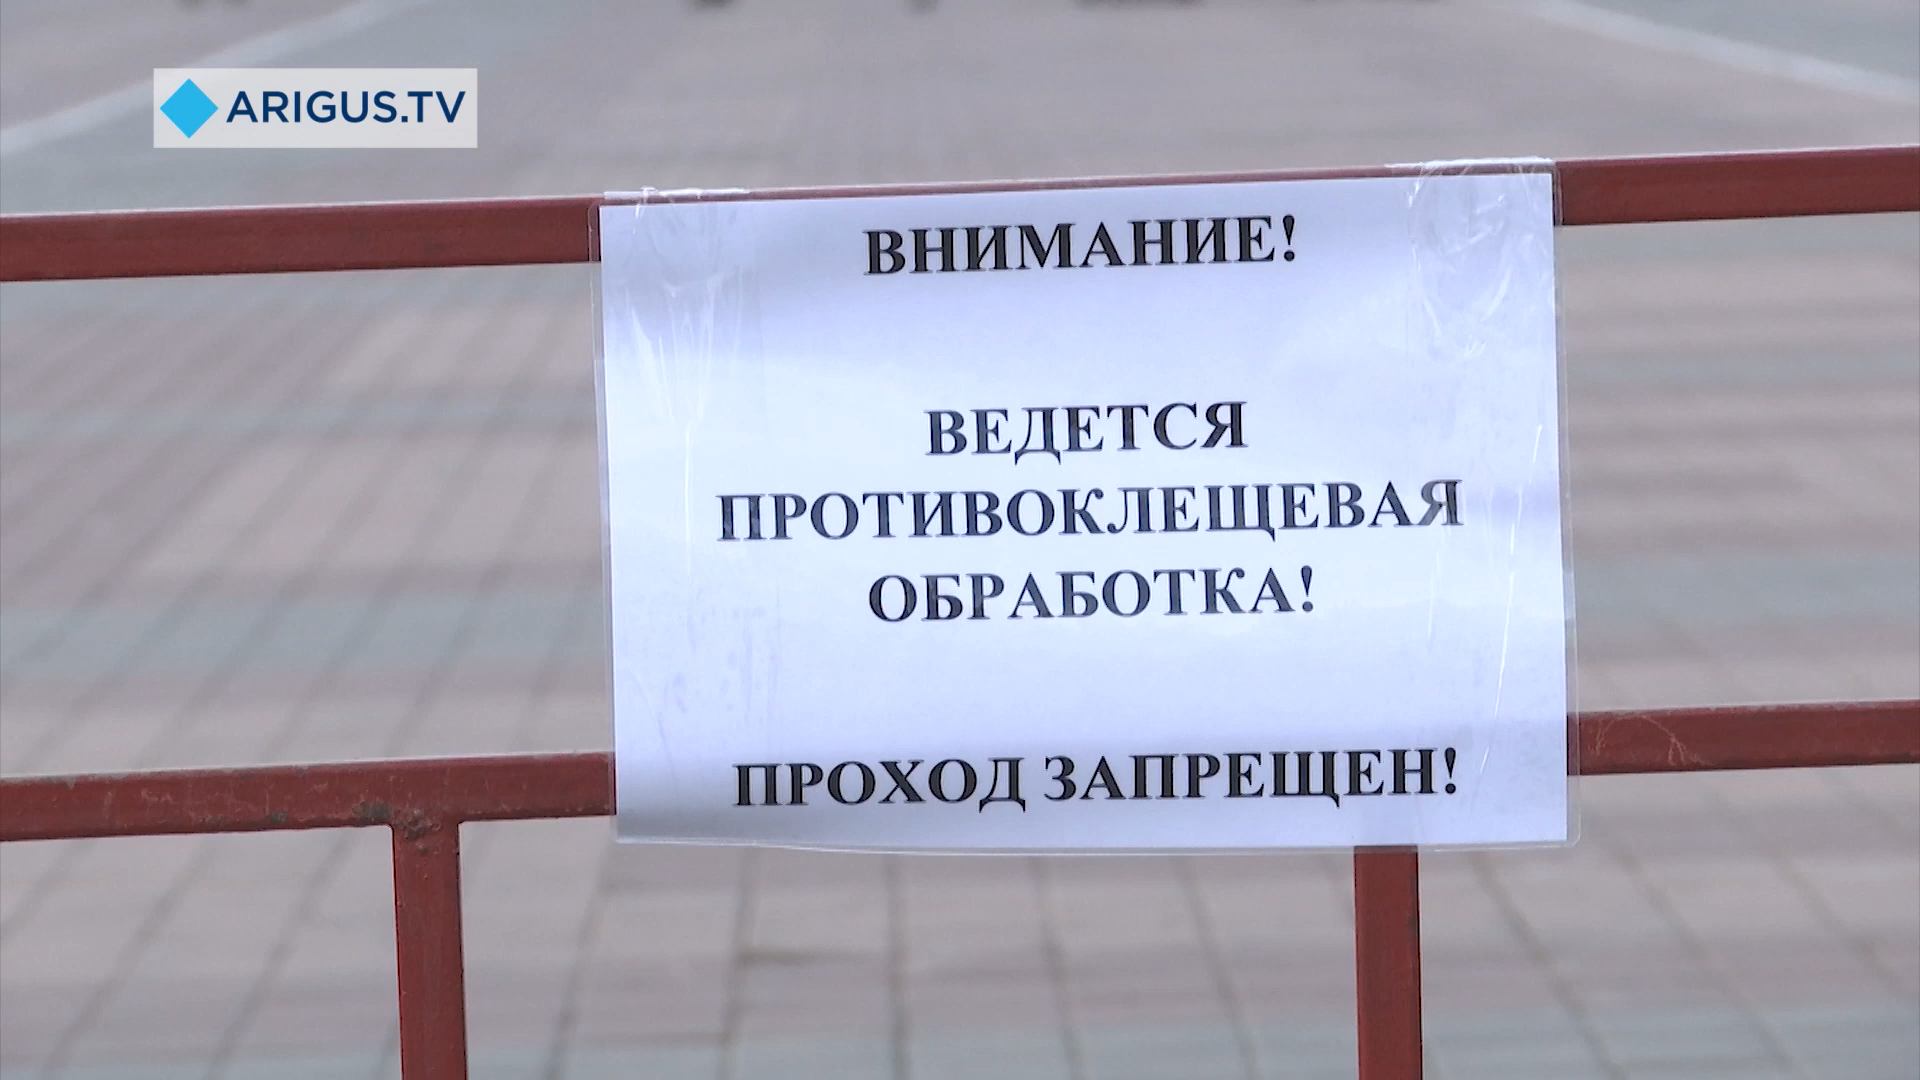 ARIGUS.TV
ВНИМАНИЕ!
ВЕДЕТСЯ
ПРОТИВОКЛЕЩЕВАЯ
ОБРАБОТКА!
ПРОХОД ЗАПРЕЩЕН!